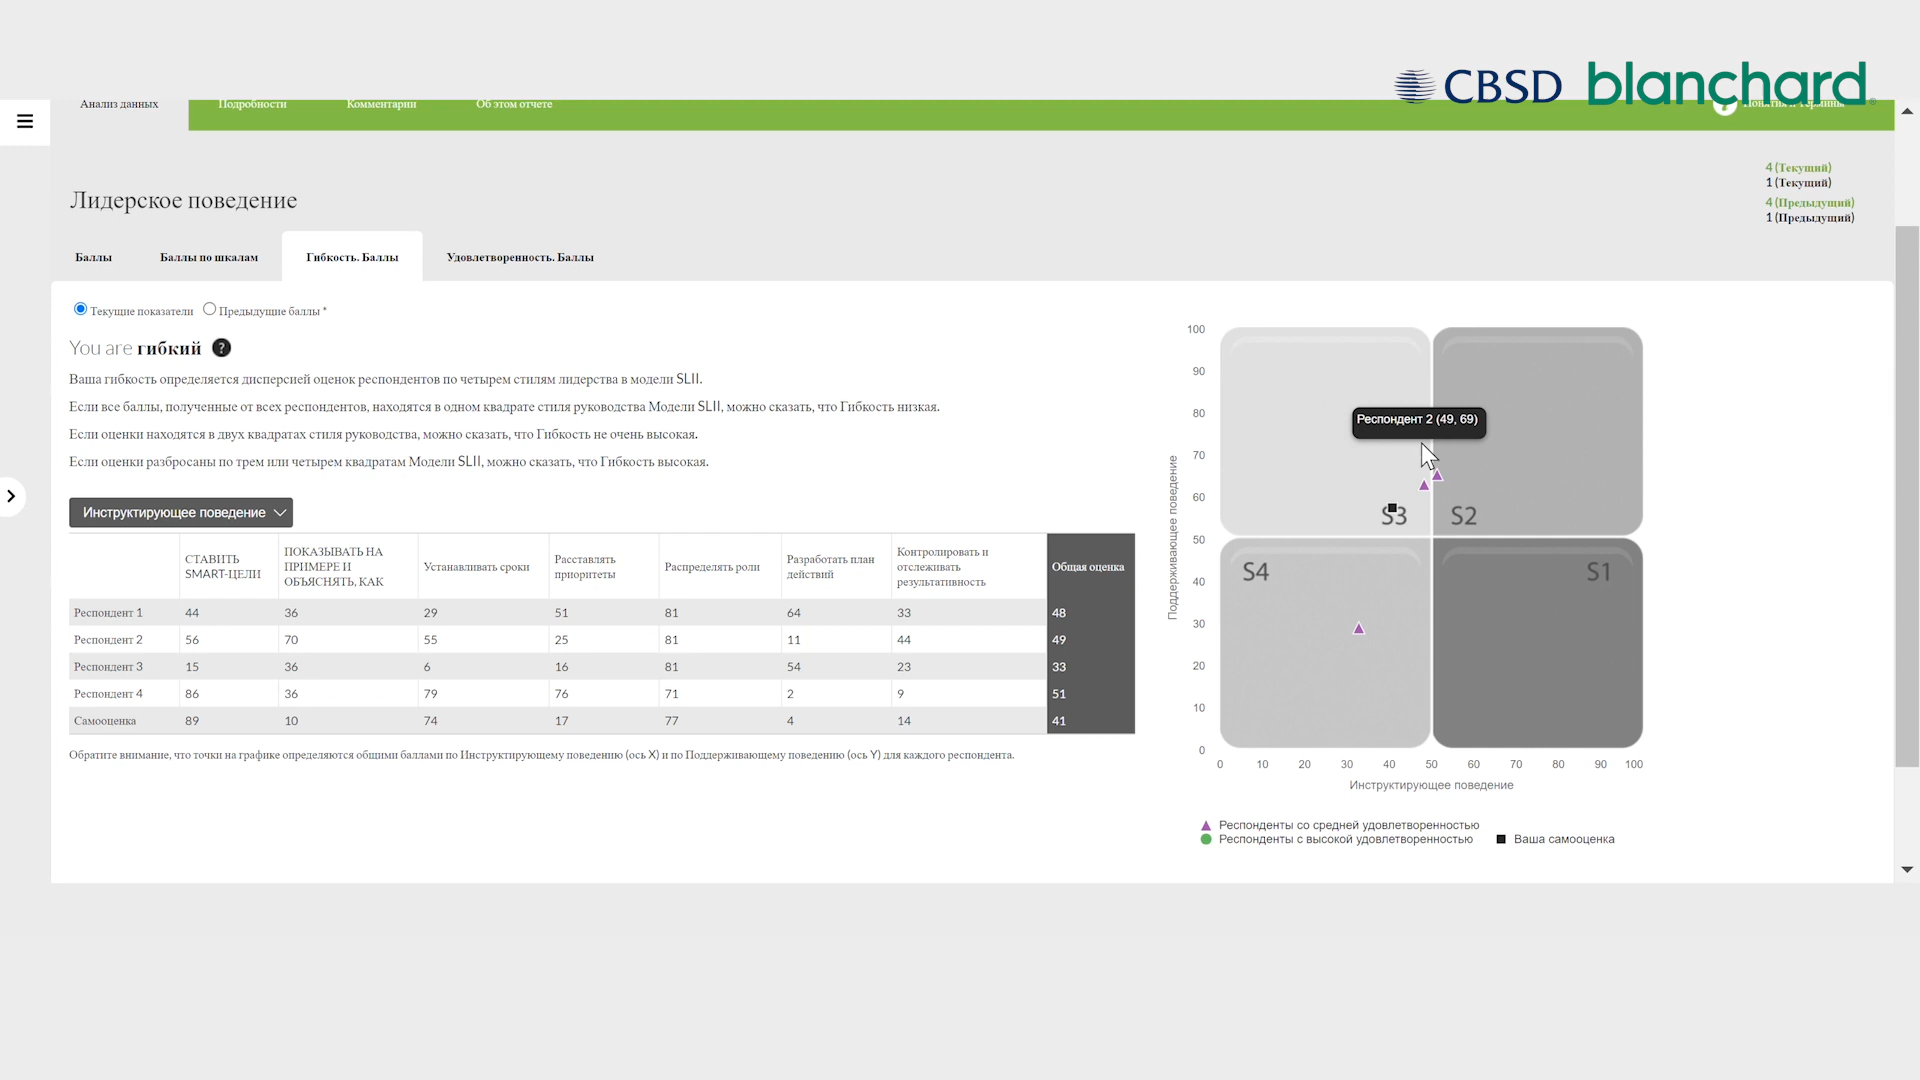 CBSD blanchard
Анализ данных
Подробности
Комментарии
Об этом отчете
4 (Текущий)
1 (Текущий)
4 (Предыдущий)
1 (Предыдущий)
Лидерское поведение
Баллы
Баллы по шкалам
Гибкость. Баллы
Удовлетворенность. Баллы
Текущие показатели
Предыдущие баллы *
You are гибкий ?
Ваша гибкость определяется дисперсией оценок респондентов по четырем стилям лидерства в модели SLII.
Если все баллы, полученные от всех респондентов, находятся в одном квадрате стиля руководства Модели SLII, можно сказать, что Гибкость низкая.
Если оценки находятся в двух квадратах стиля руководства, можно сказать, что Гибкость не очень высокая.
Если оценки разбросаны по трем или четырем квадратам Модели SLII, можно сказать, что Гибкость высокая.
Инструктирующее поведение
СТАВИТЬ SMART-ЦЕЛИ
ПОКАЗЫВАТЬ НА ПРИМЕРЕ И ОБЪЯСНЯТЬ, КАК
Устанавливать сроки
Расставлять приоритеты
Распределять роли
Разработать план действий
Контролировать и отслеживать результативность
Общая оценка
Респондент 1 44 36 29 51 81 64 33 48
Респондент 2 56 70 55 25 81 11 44 49
Респондент 3 15 36 6 16 81 54 23 33
Респондент 4 86 36 79 76 71 2 9 51
Самооценка 89 10 74 17 77 4 14 41
Обратите внимание, что точки на графике определяются общими баллами по Инструктирующему поведению (ось X) и по Поддерживающему поведению (ось Y) для каждого респондента.
Поддерживающее поведение
100
90
80
70
60
50
40
30
20
10
0
Респондент 2 (49, 69)
S3 S2
S4 S1
0 10 20 30 40 50 60 70 80 90 100
Инструктирующее поведение
Респонденты со средней удовлетворенностью
Респонденты с высокой удовлетворенностью
Ваша самооценка